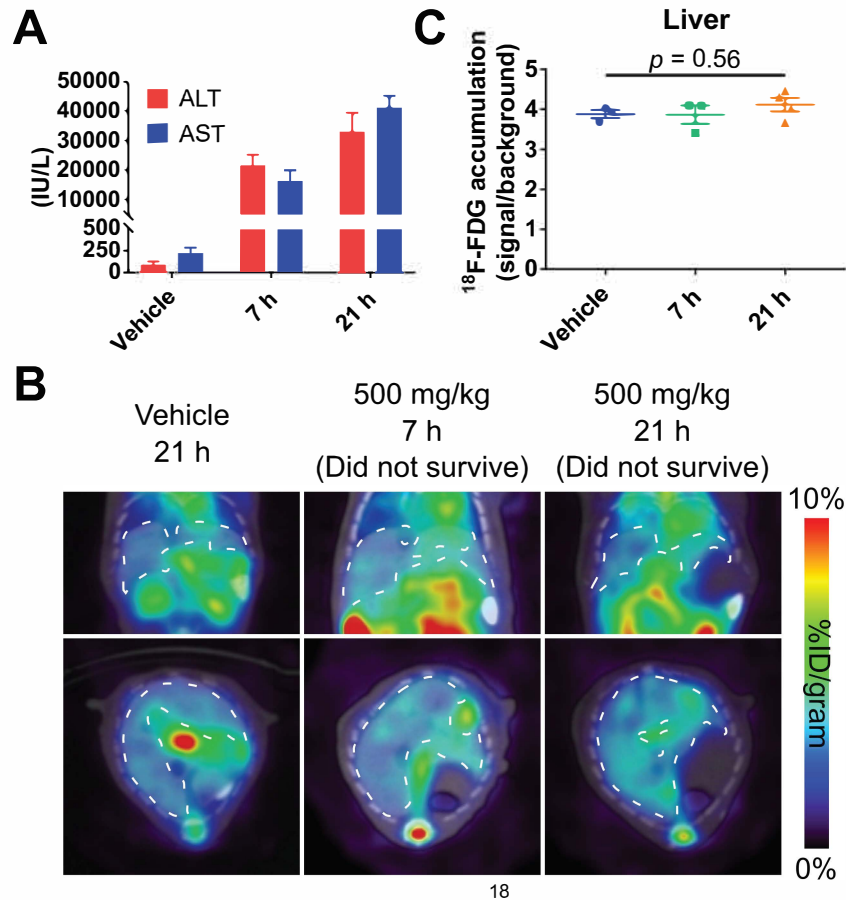 A
50000
40000
30000
20000
10000
500
250
0
(IU/L)
ALT
AST
Vehicle
7 h
21 h
C
Liver
p = 0.56
5
4
3
2
1
0
¹⁸F-FDG accumulation
(signal/background)
Vehicle
7 h
21 h
B
Vehicle
21 h
500 mg/kg
7 h
(Did not survive)
500 mg/kg
21 h
(Did not survive)
10%
%ID/gram
0%
18